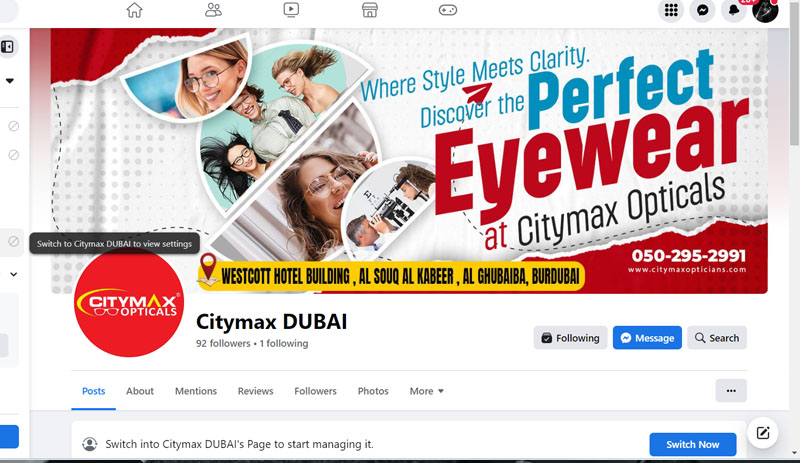 20+
Where Style Meets Clarity.
Discover the Perfect
Eyewear
at Citymax Opticals
Switch to Citymax DUBAI to view settings
050-295-2991
www.citymaxopticians.com
WESTCOTT HOTEL BUILDING , AL SOUQ AL KABEER , AL GHUBAIBA, BURDUBAI
CITYMAX®
OPTICALS
Citymax DUBAI
92 followers • 1 following
Following
Message
Search
Posts About Mentions Reviews Followers Photos More
Switch into Citymax DUBAI's Page to start managing it.
Switch Now